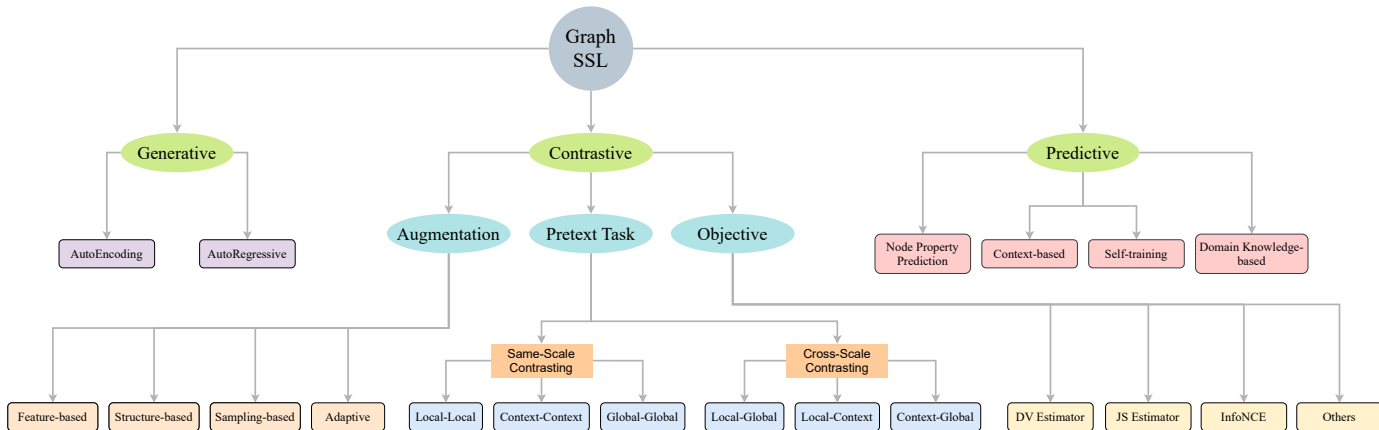 Graph
SSL
Generative
Contrastive
Predictive
Augmentation
Pretext Task
Objective
AutoEncoding
AutoRegressive
Node Property
Prediction
Context-based
Self-training
Domain Knowledge-
based
Same-Scale
Contrasting
Cross-Scale
Contrasting
Feature-based
Structure-based
Sampling-based
Adaptive
Local-Local
Context-Context
Global-Global
Local-Global
Local-Context
Context-Global
DV Estimator
JS Estimator
InfoNCE
Others